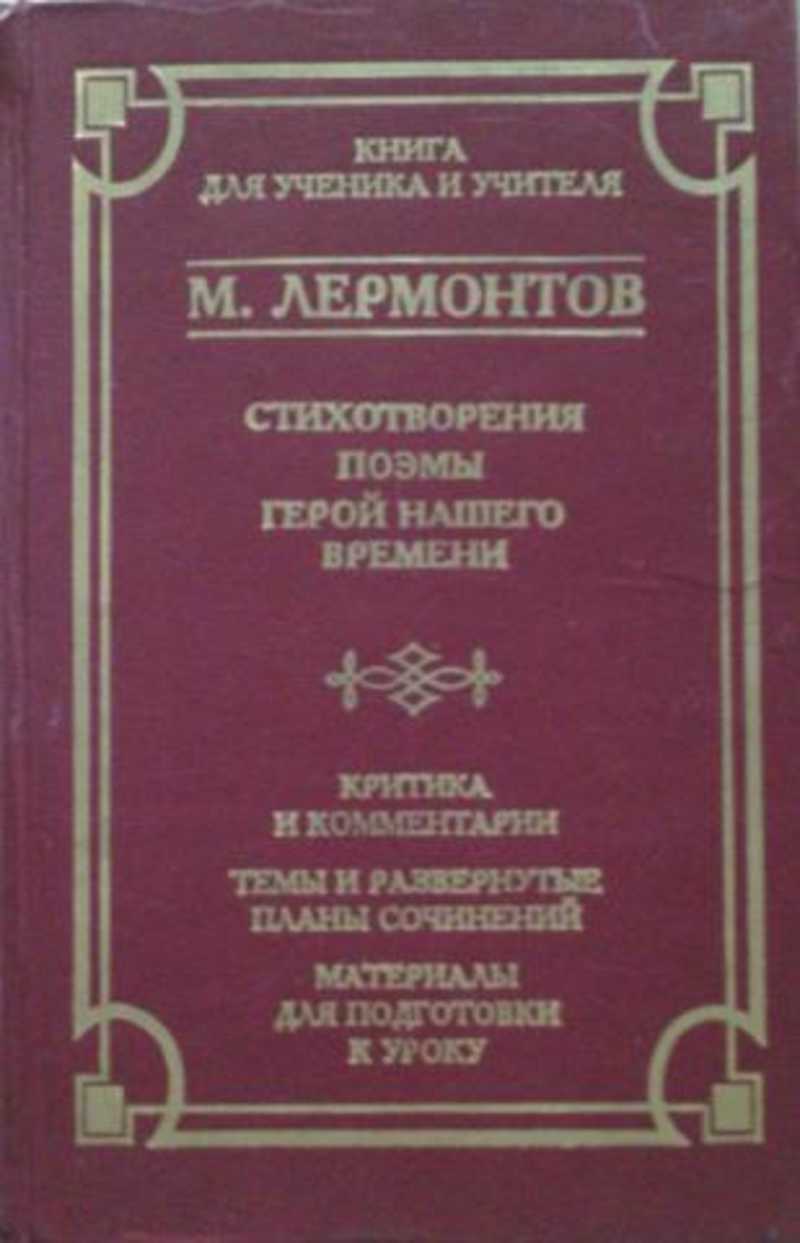 КНИГА
ДЛЯ УЧЕНИКА И УЧИТЕЛЯ
М. ЛЕРМОНТОВ
СТИХОТВОРЕНИЯ
ПОЭМЫ
ГЕРОЙ НАШЕГО
ВРЕМЕНИ
КРИТИКА
И КОММЕНТАРИИ
ТЕМЫ И РАЗВЕРНУТЫЕ
ПЛАНЫ СОЧИНЕНИЙ
МАТЕРИАЛЫ
ДЛЯ ПОДГОТОВКИ
К УРОКУ